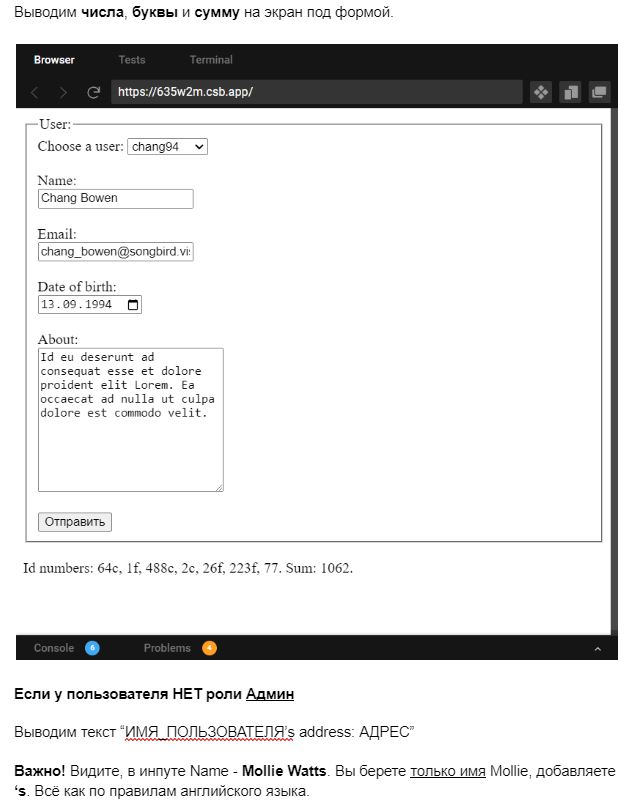 Выводим числа, буквы и сумму на экран под формой.
Browser Tests Terminal
https://635w2m.csb.app/
User:
Choose a user: chang94
Name:
Chang Bowen
Email:
chang_bowen@songbird.vi
Date of birth:
13.09.1994
About:
Id eu deserunt ad
consequat esse et dolore
proident elit Lorem. Ea
occaecat ad nulla ut culpa
dolore est commodo velit.
Отправить
Id numbers: 64c, 1f, 488c, 2c, 26f, 223f, 77. Sum: 1062.
Console 6 Problems 4
Если у пользователя НЕТ роли Админ
Выводим текст “ИМЯ_ПОЛЬЗОВАТЕЛЯ’s address: АДРЕС”
Важно! Видите, в инпуте Name - Mollie Watts. Вы берете только имя Mollie, добавляете
‘s. Всё как по правилам английского языка.